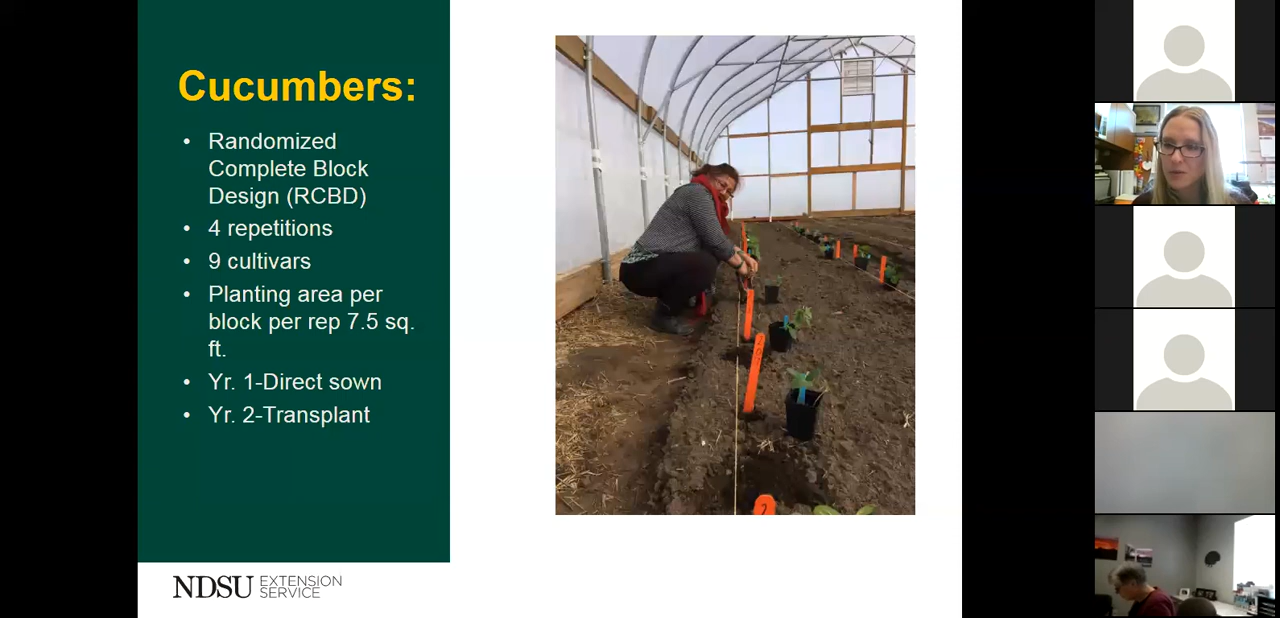 Cucumbers:
• Randomized
Complete Block
Design (RCBD)
• 4 repetitions
• 9 cultivars
• Planting area per
block per rep 7.5 sq.
ft.
• Yr. 1-Direct sown
• Yr. 2-Transplant
NDSU EXTENSION
SERVICE